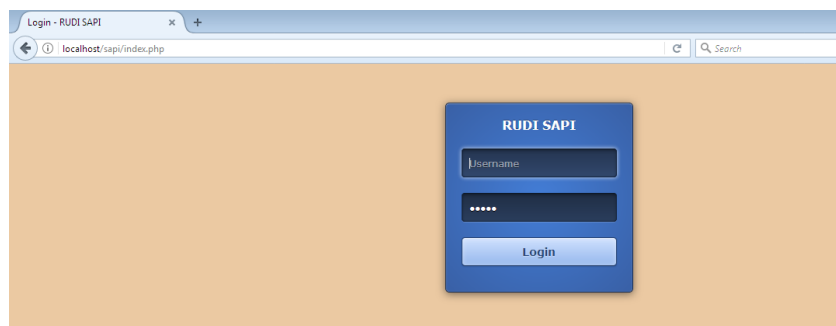 Login - RUDI SAPI
localhost/sapi/index.php
Search
RUDI SAPI
Username
•••••
Login